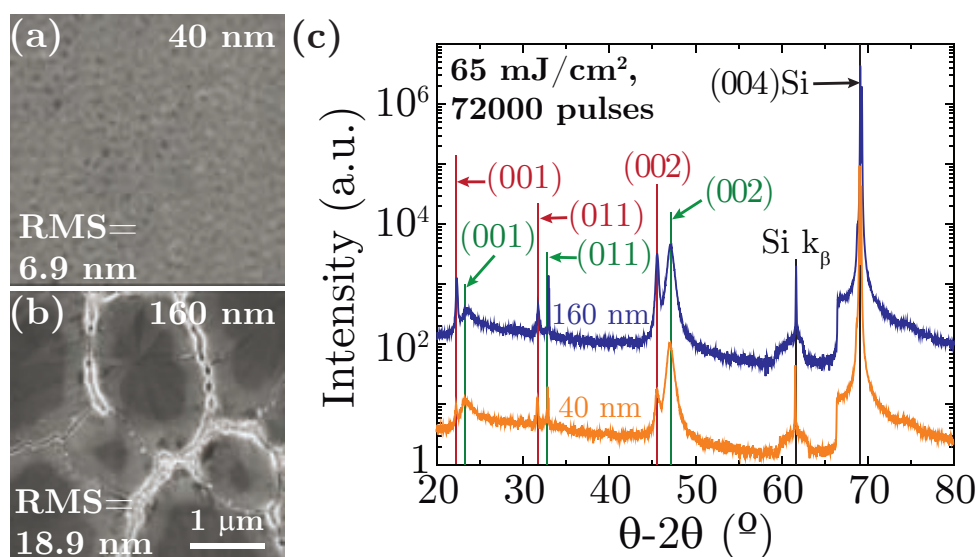 (a) 40 nm
RMS=
6.9 nm
(b) 160 nm
RMS=
18.9 nm
1 μm
(c)
65 mJ/cm²,
72000 pulses
(004)Si
(001)
(002)
(002)
(011)
(001)
(011)
Si kβ
160 nm
40 nm
Intensity (a.u.)
10⁶
10⁴
10²
1
20 30 40 50 60 70 80
θ-2θ (º)